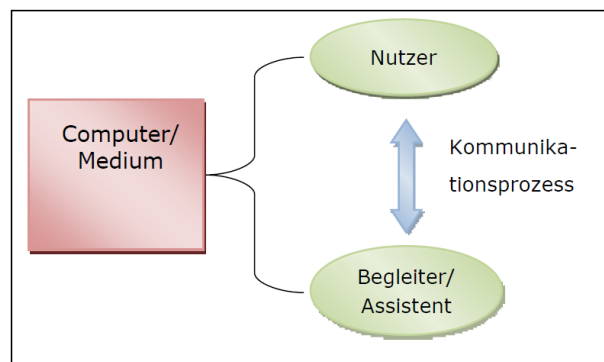 Nutzer
Computer/
Medium
Kommunika-
tionsprozess
Begleiter/
Assistent